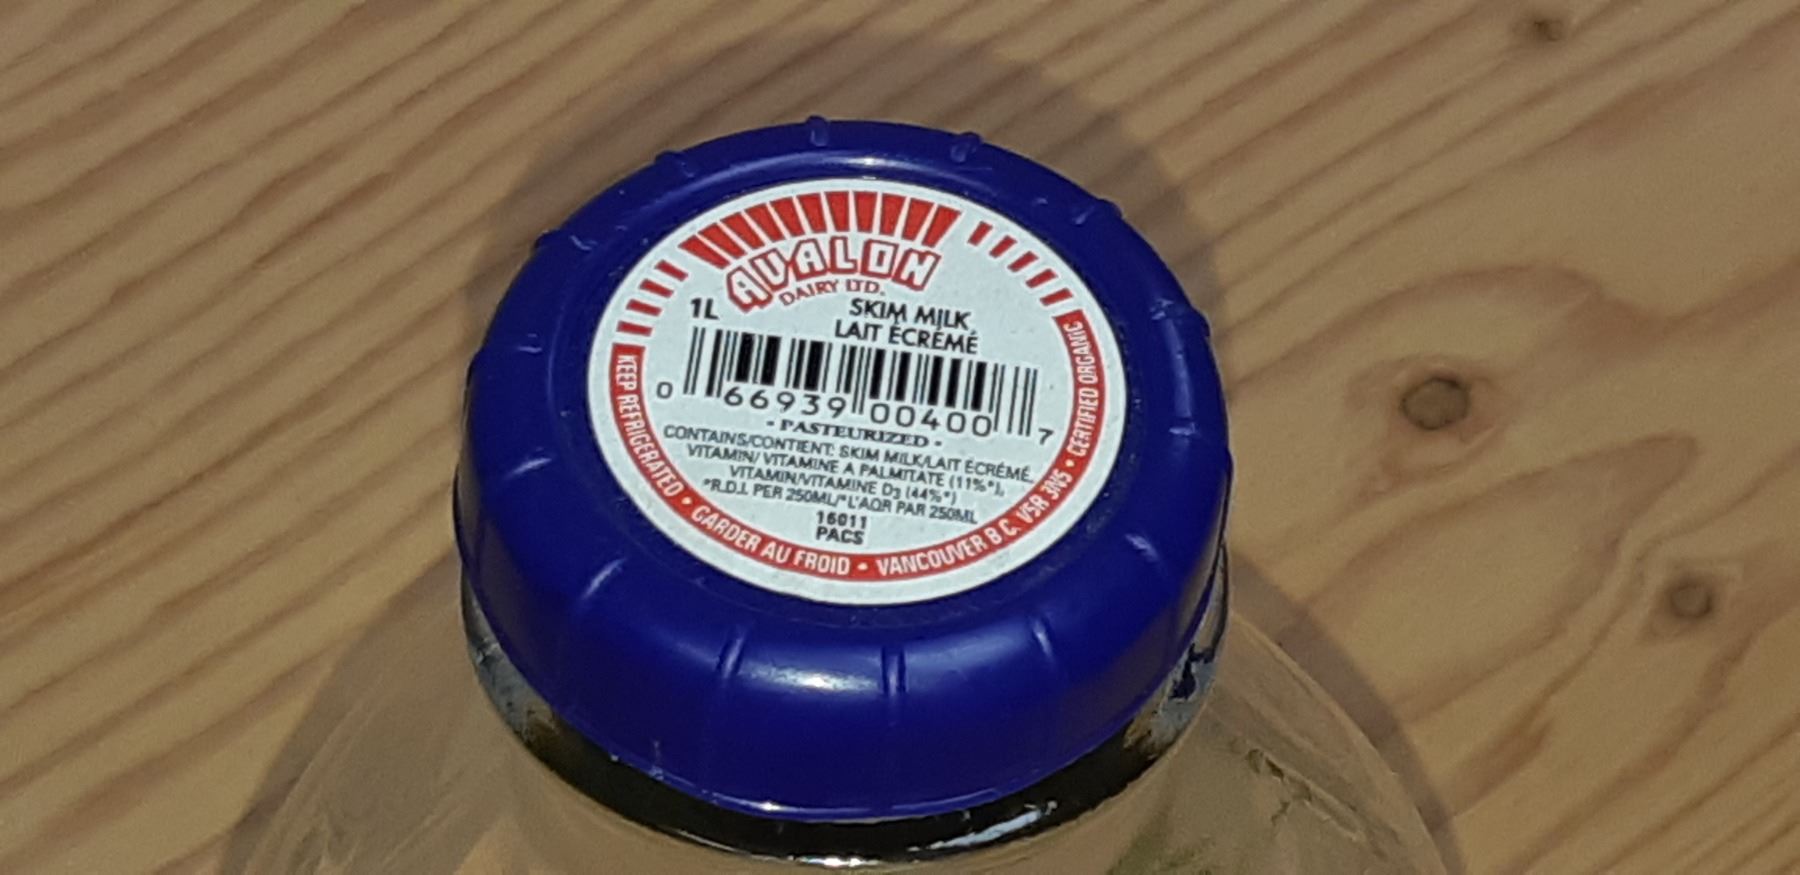 AVALON
DAIRY LTD.
1L
SKIM MILK
LAIT ÉCRÉMÉ
0 66939 00400 7
- PASTEURIZED -
CONTAINS/CONTIENT: SKIM MILK/LAIT ÉCRÉMÉ,
VITAMIN/ VITAMINE A PALMITATE (11%*),
VITAMIN/VITAMINE D3 (44%*)
*R.D.I. PER 250ML/*L'AQR PAR 250ML
16011
PACS
KEEP REFRIGERATED • GARDER AU FROID • VANCOUVER B.C. V5R 3N5 • CERTIFIED ORGANIC